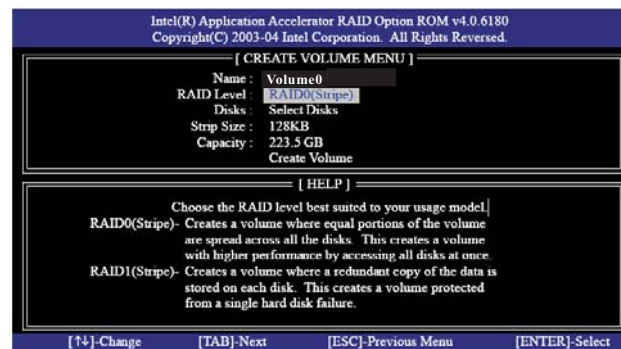 Intel(R) Application Accelerator RAID Option ROM v4.0.6180
Copyright(C) 2003-04 Intel Corporation. All Rights Reversed.
[ CREATE VOLUME MENU ]
Name : Volume0
RAID Level : RAID0(Stripe)
Disks : Select Disks
Strip Size : 128KB
Capacity : 223.5 GB
Create Volume
[ HELP ]
Choose the RAID level best suited to your usage model.
RAID0(Stripe)- Creates a volume where equal portions of the volume
are spread across all the disks. This creates a volume
with higher performance by accessing all disks at once.
RAID1(Stripe)- Creates a volume where a redundant copy of the data is
stored on each disk. This creates a volume protected
from a single hard disk failure.
[↑↓]-Change [TAB]-Next [ESC]-Previous Menu [ENTER]-Select